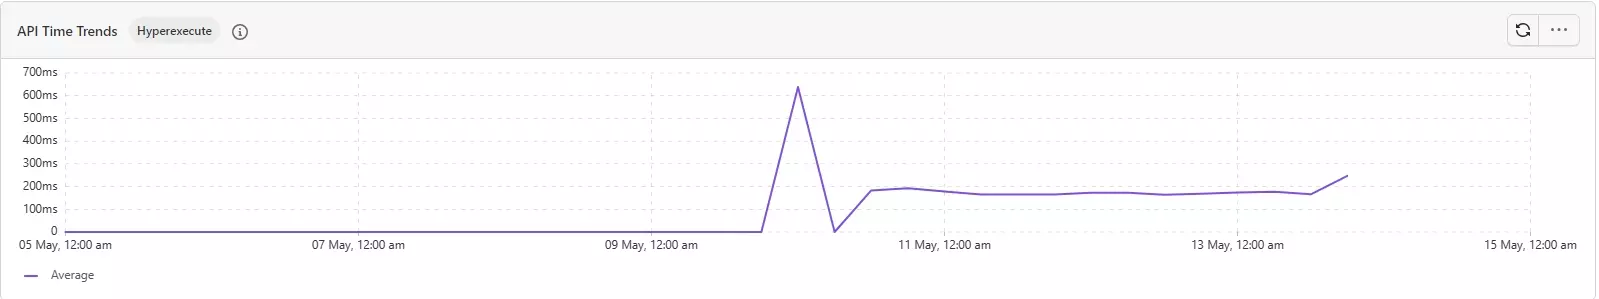 API Time Trends Hyperexecute
700ms
600ms
500ms
400ms
300ms
200ms
100ms
0
05 May, 12:00 am 07 May, 12:00 am 09 May, 12:00 am 11 May, 12:00 am 13 May, 12:00 am 15 May, 12:00 am
Average